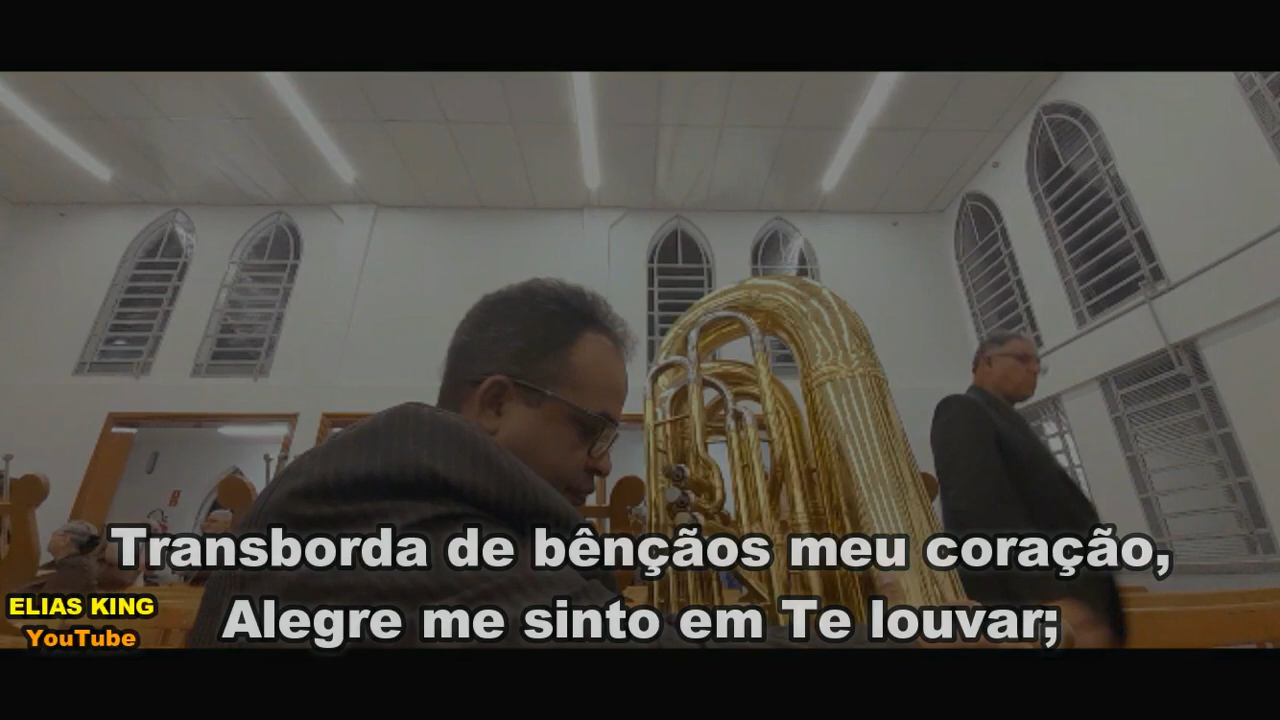 Transborda de bênçãos meu coração,
Alegre me sinto em Te louvar;
ELIAS KING
YouTube